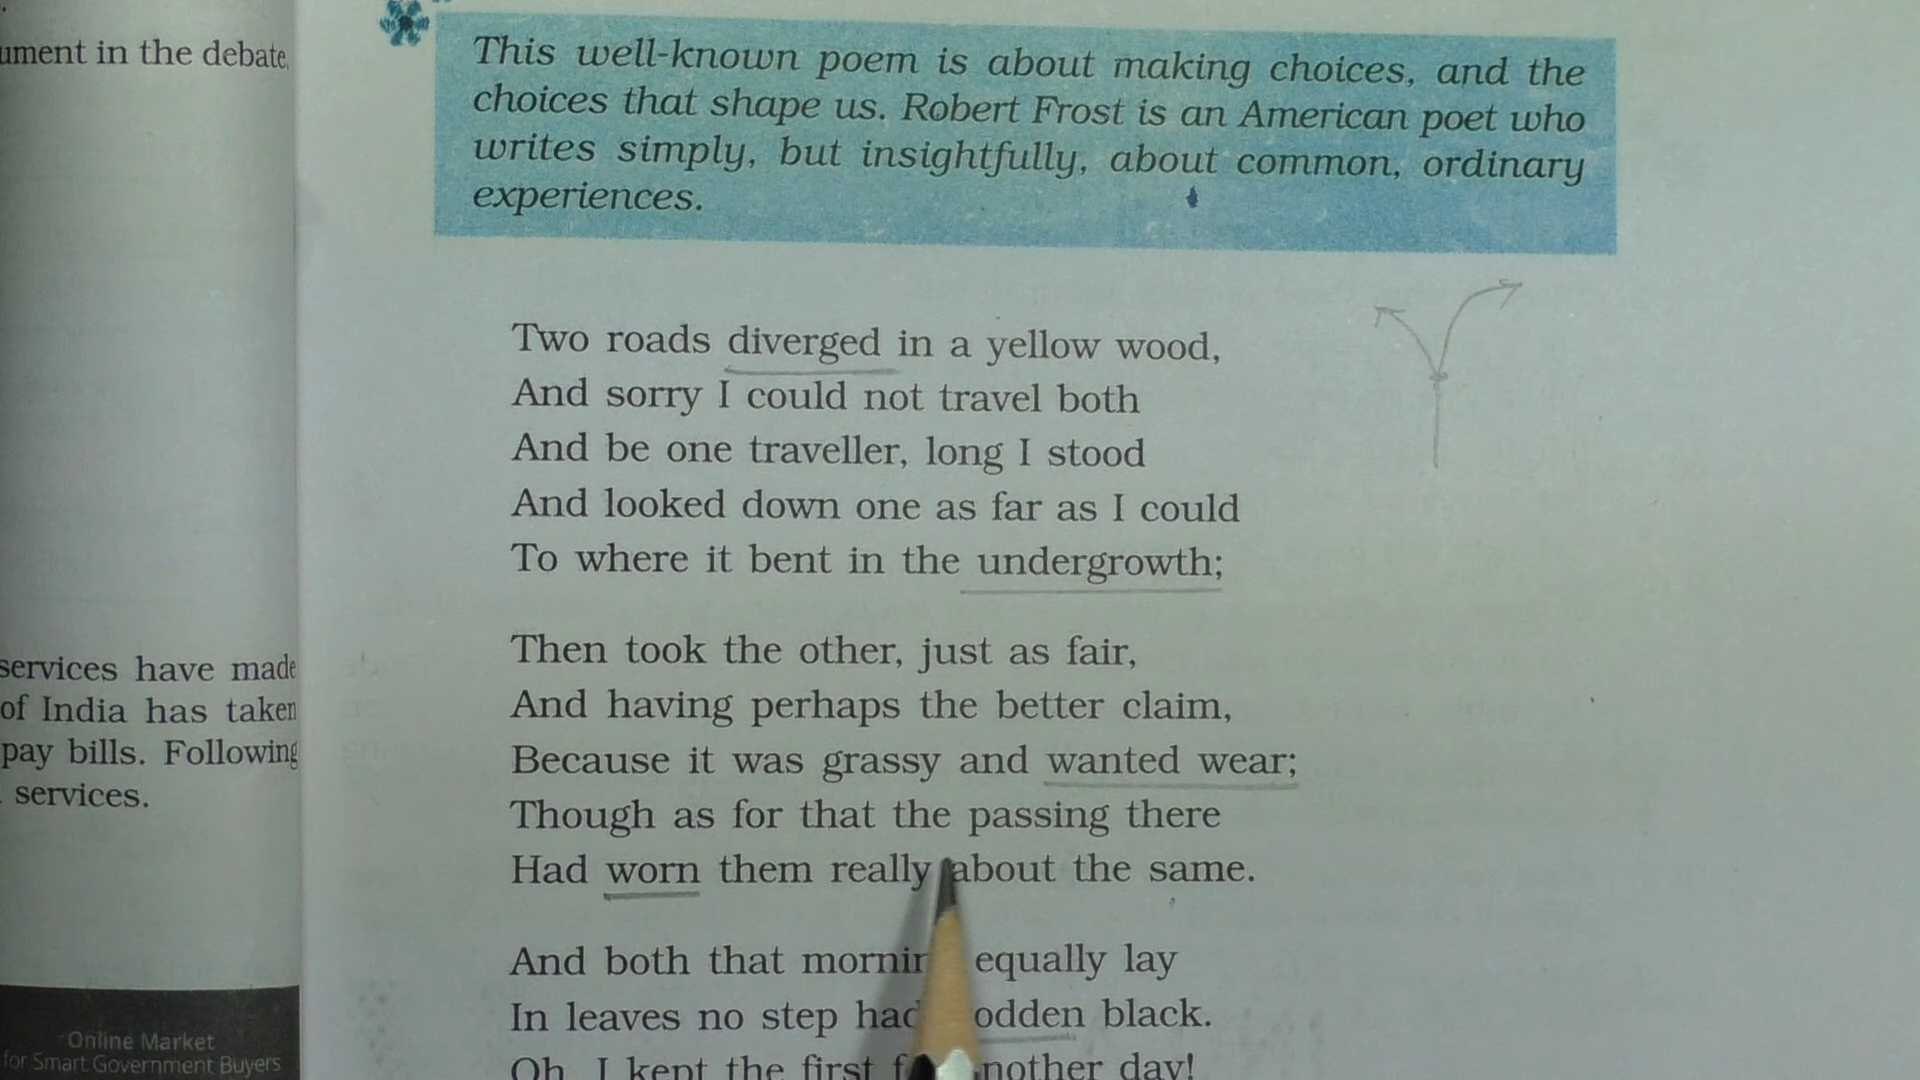 ument in the debate.
services have made
of India has taken
pay bills. Following
services.
Online Market
for Smart Government Buyers
This well-known poem is about making choices, and the
choices that shape us. Robert Frost is an American poet who
writes simply, but insightfully, about common, ordinary
experiences.
Two roads diverged in a yellow wood,
And sorry I could not travel both
And be one traveller, long I stood
And looked down one as far as I could
To where it bent in the undergrowth;
Then took the other, just as fair,
And having perhaps the better claim,
Because it was grassy and wanted wear;
Though as for that the passing there
Had worn them really about the same.
And both that mornin equally lay
In leaves no step had odden black.
Oh, I kept the first f nother day!